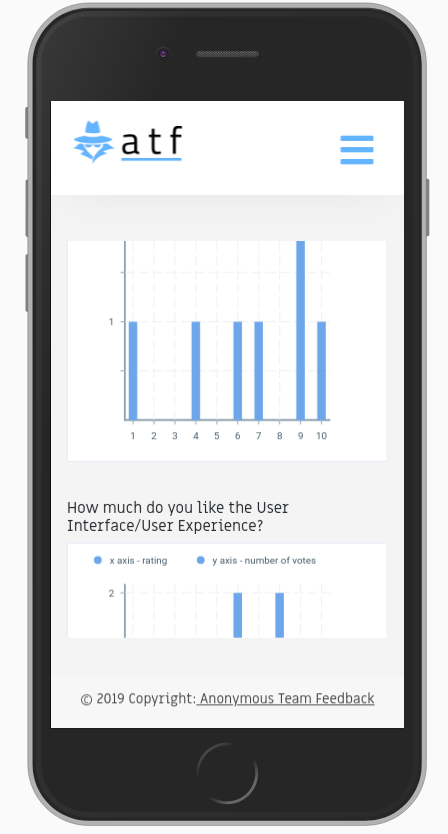 atf
1
1 2 3 4 5 6 7 8 9 10
How much do you like the User
Interface/User Experience?
x axis - rating y axis - number of votes
2
© 2019 Copyright: Anonymous Team Feedback